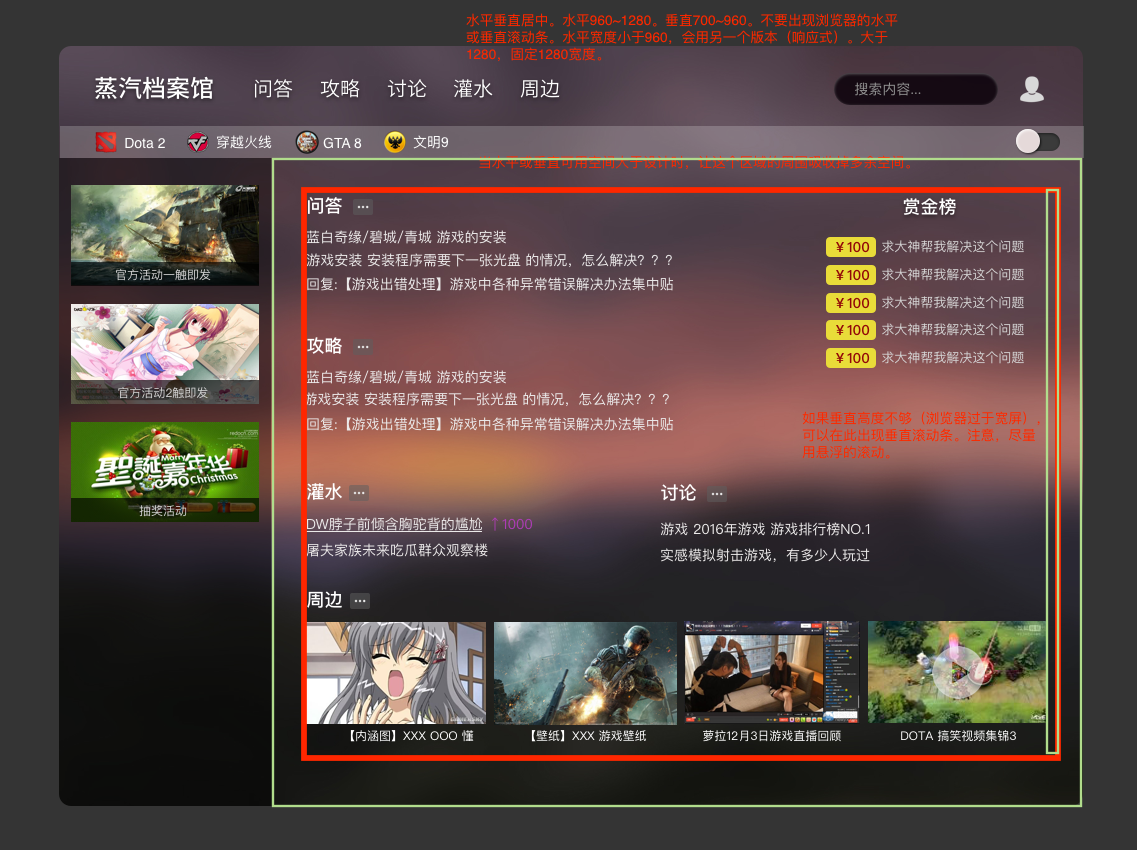 水平垂直居中。水平960~1280。垂直700~960。不要出现浏览器的水平
或垂直滚动条。水平宽度小于960，会用另一个版本（响应式）。大于
1280，固定1280宽度。
蒸汽档案馆 问答 攻略 讨论 灌水 周边 搜索内容...
Dota 2 穿越火线 GTA 8 文明9
当水平或垂直可用空间大于设计时，让这个区域的周围吸收掉多余空间。
官方活动一触即发
官方活动2触即发
聖誕嘉年华
Merry Christmas
抽奖活动
问答 ...
蓝白奇缘/碧城/青城 游戏的安装
游戏安装 安装程序需要下一张光盘 的情况，怎么解决？？？
回复:【游戏出错处理】游戏中各种异常错误解决办法集中贴
赏金榜
￥100 求大神帮我解决这个问题
￥100 求大神帮我解决这个问题
￥100 求大神帮我解决这个问题
￥100 求大神帮我解决这个问题
￥100 求大神帮我解决这个问题
攻略 ...
蓝白奇缘/碧城/青城 游戏的安装
游戏安装 安装程序需要下一张光盘 的情况，怎么解决？？？
回复:【游戏出错处理】游戏中各种异常错误解决办法集中贴
如果垂直高度不够（浏览器过于宽屏），
可以在此出现垂直滚动条。注意，尽量
用悬浮的滚动。
灌水 ...
DW脖子前倾含胸驼背的尴尬 ↑1000
屠夫家族未来吃瓜群众观察楼
讨论 ...
游戏 2016年游戏 游戏排行榜NO.1
实感模拟射击游戏，有多少人玩过
周边 ...
【内涵图】XXX OOO 懂
【壁纸】XXX 游戏壁纸
萝拉12月3日游戏直播回顾
DOTA 搞笑视频集锦3